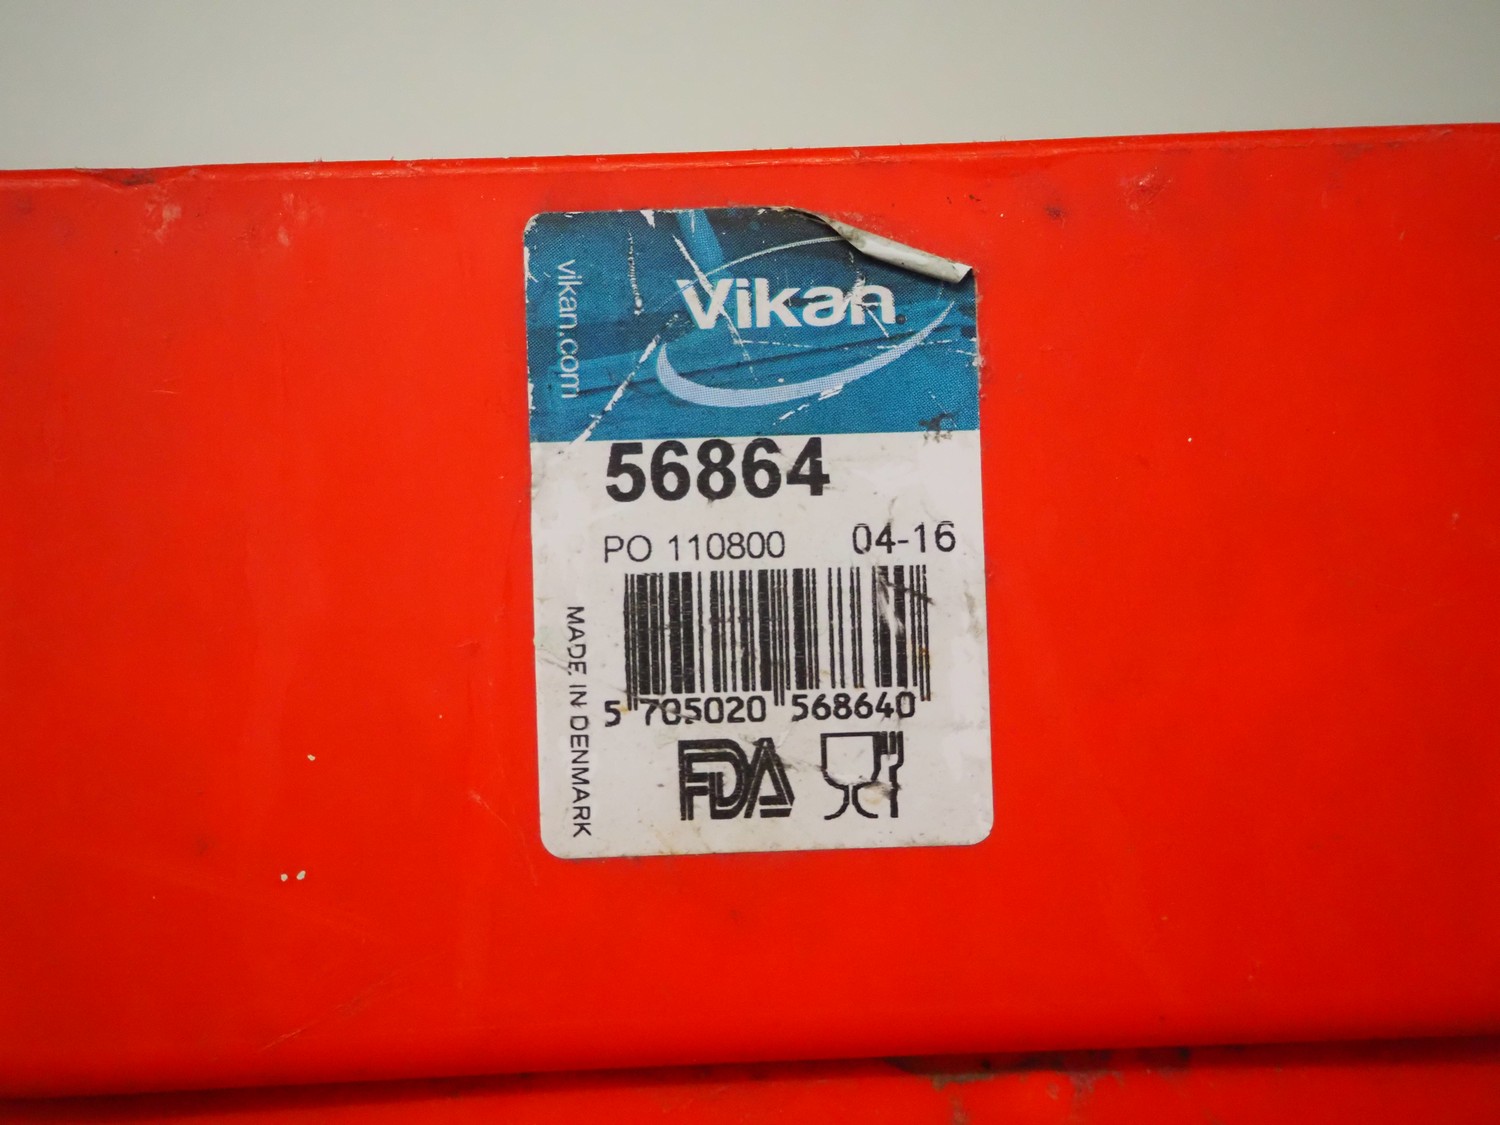 vikan.com
Vikan
56864
PO 110800 04-16
5 705020 568640
MADE IN DENMARK
FDA